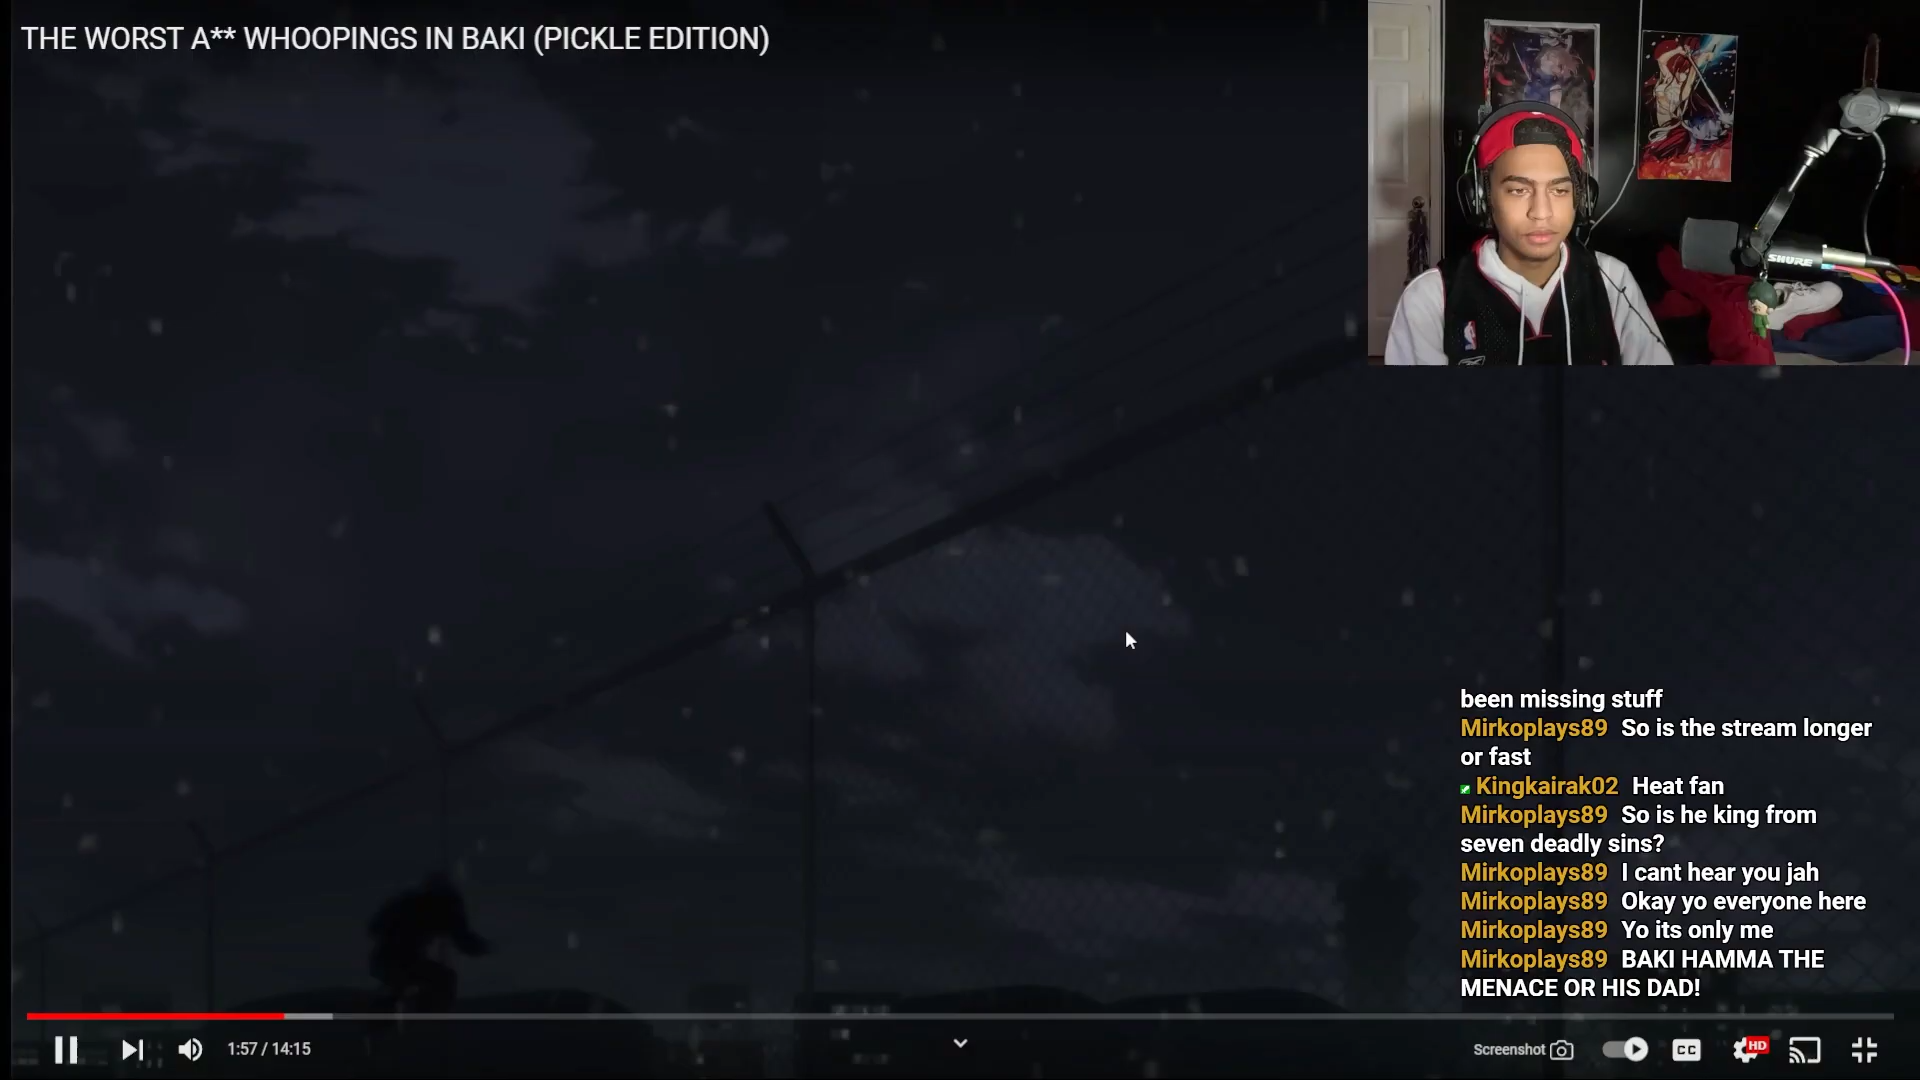 THE WORST A** WHOOPINGS IN BAKI (PICKLE EDITION)
SHURE
been missing stuff
Mirkoplays89 So is the stream longer
or fast
Kingkairak02 Heat fan
Mirkoplays89 So is he king from
seven deadly sins?
Mirkoplays89 I cant hear you jah
Mirkoplays89 Okay yo everyone here
Mirkoplays89 Yo its only me
Mirkoplays89 BAKI HAMMA THE
MENACE OR HIS DAD!
1:57 / 14:15
Screenshot
CC
HD